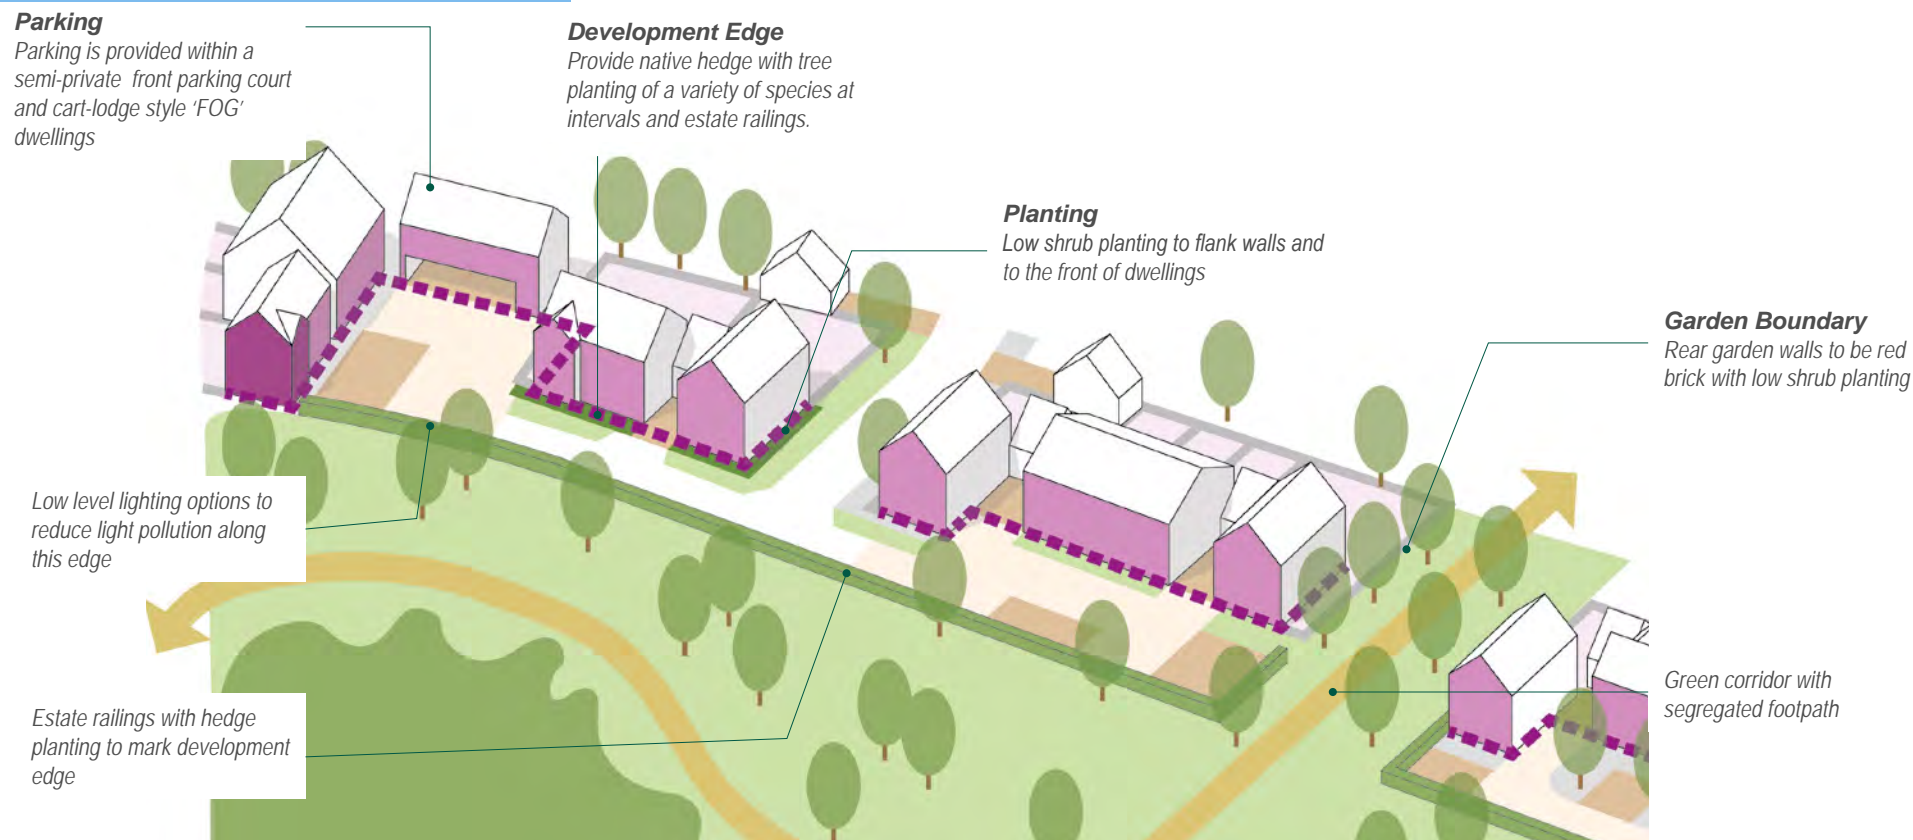 Parking
Parking is provided within a
semi-private front parking court
and cart-lodge style ‘FOG’
dwellings
Development Edge
Provide native hedge with tree
planting of a variety of species at
intervals and estate railings.
Planting
Low shrub planting to flank walls and
to the front of dwellings
Garden Boundary
Rear garden walls to be red
brick with low shrub planting
Low level lighting options to
reduce light pollution along
this edge
Estate railings with hedge
planting to mark development
edge
Green corridor with
segregated footpath